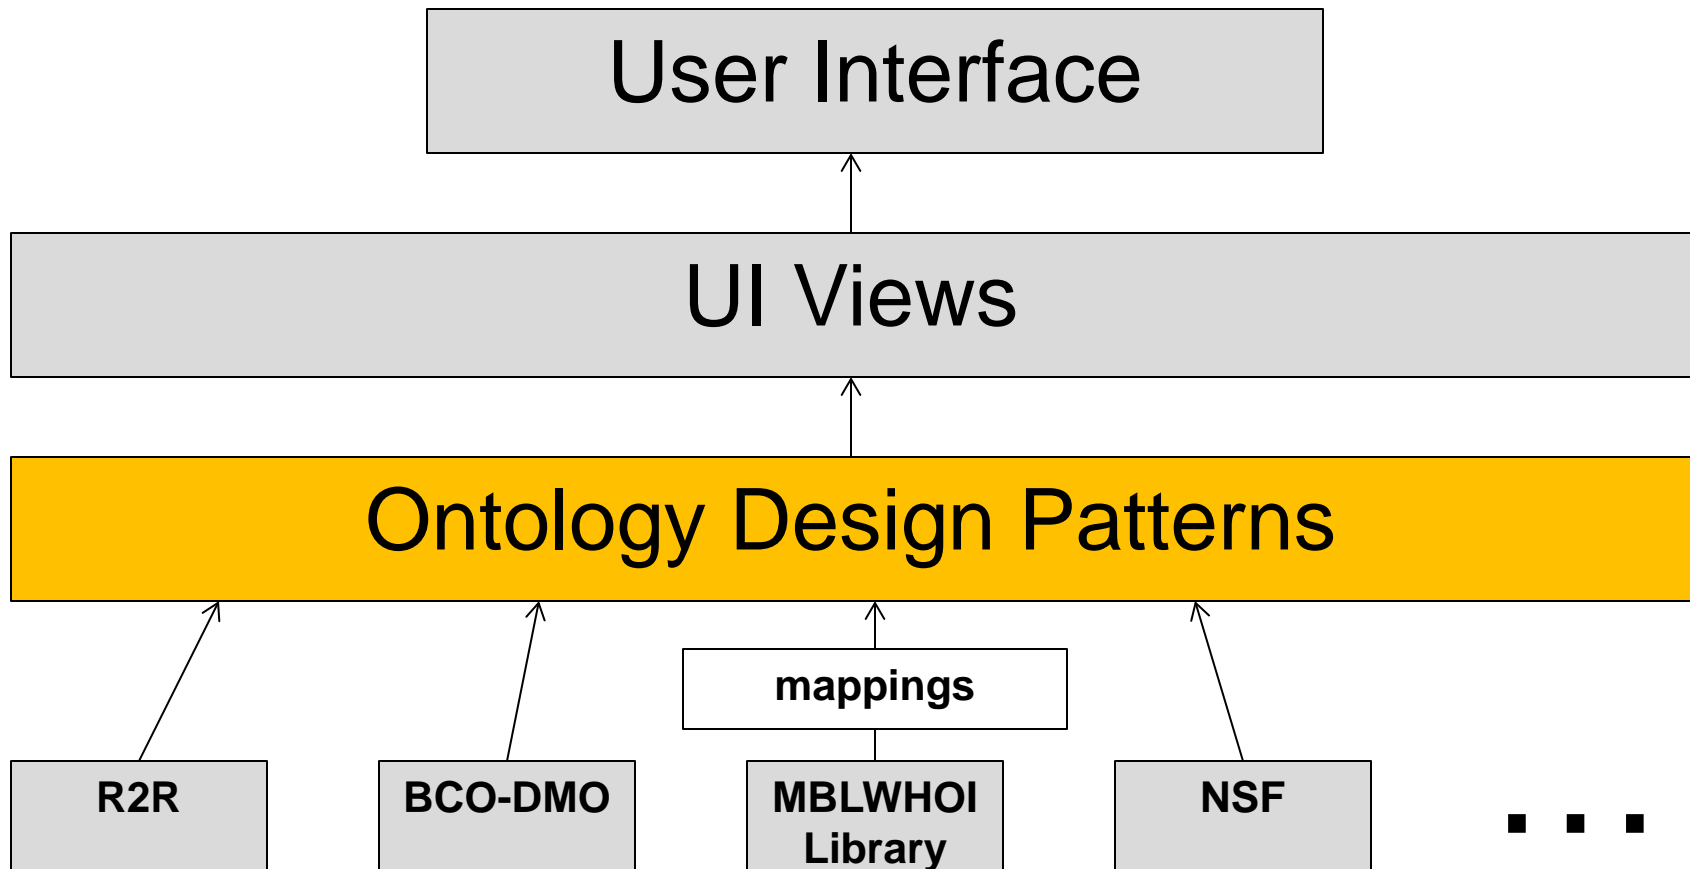 User Interface
UI Views
Ontology Design Patterns
mappings
R2R
BCO-DMO
MBLWHOI
Library
NSF
...